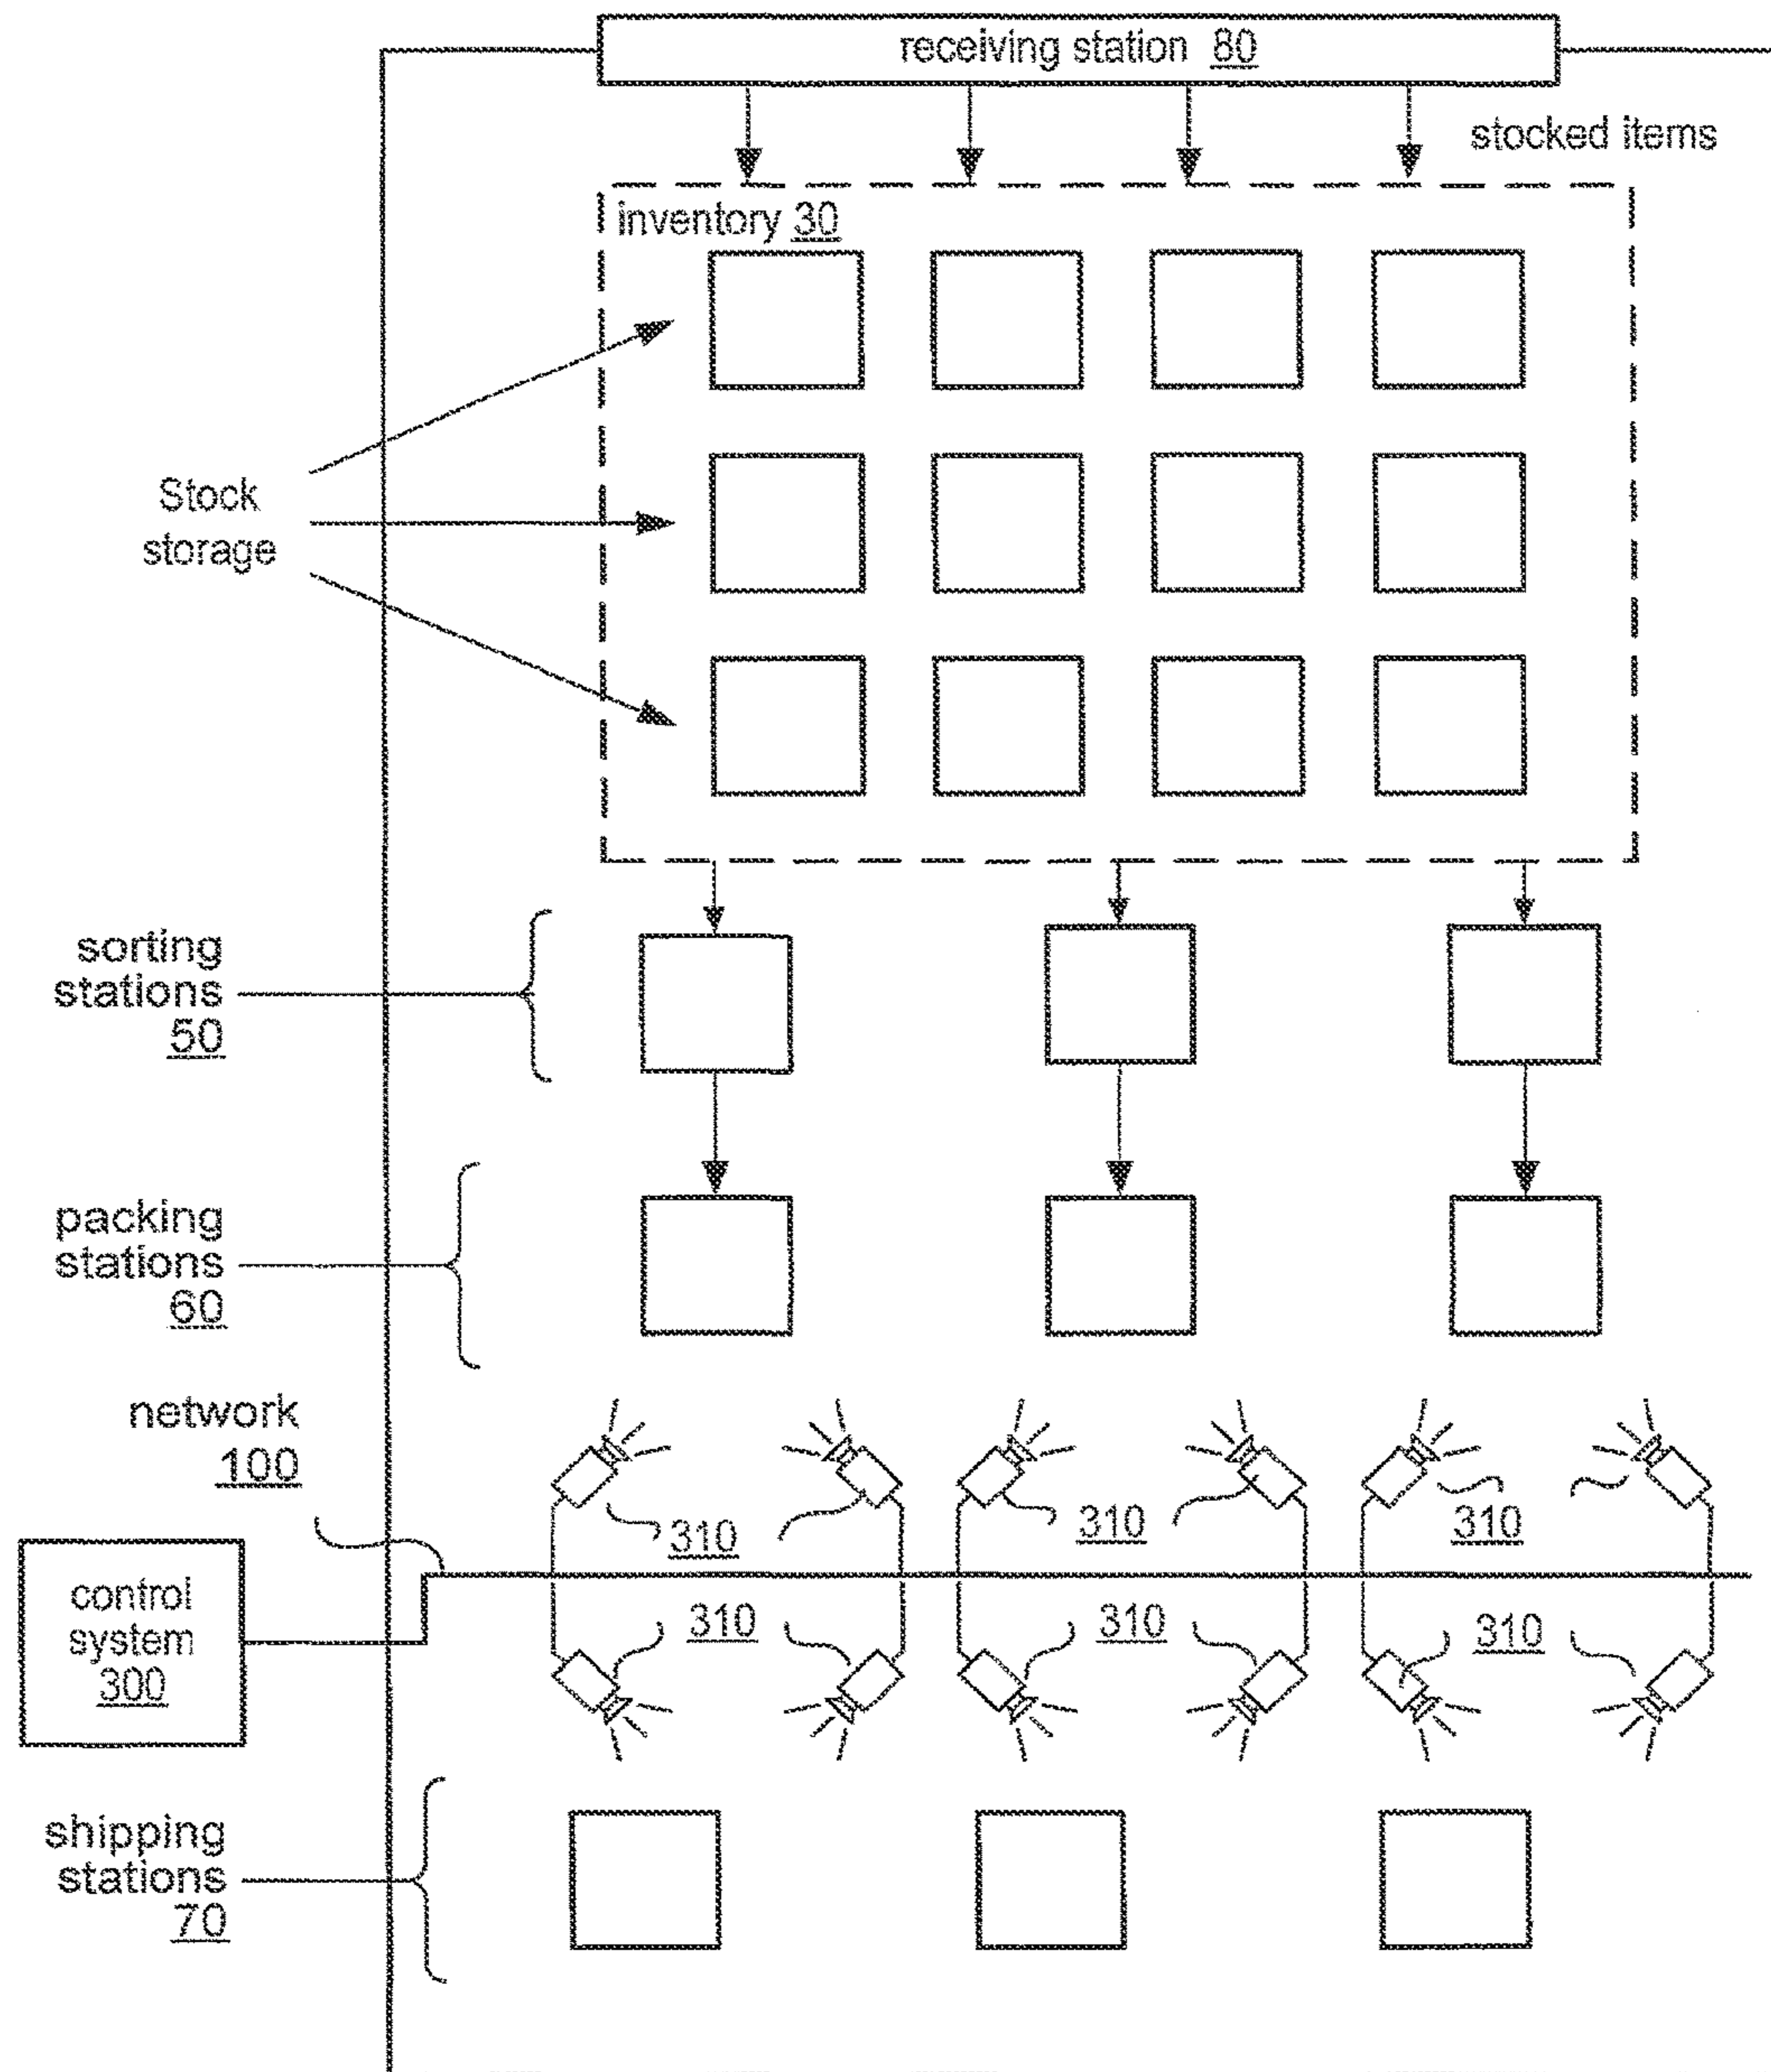 receiving station 80
stocked items
inventory 30
Stock
storage
sorting
stations
50
packing
stations
60
network
100
310
310
310
control
system
300
310
310
310
shipping
stations
70